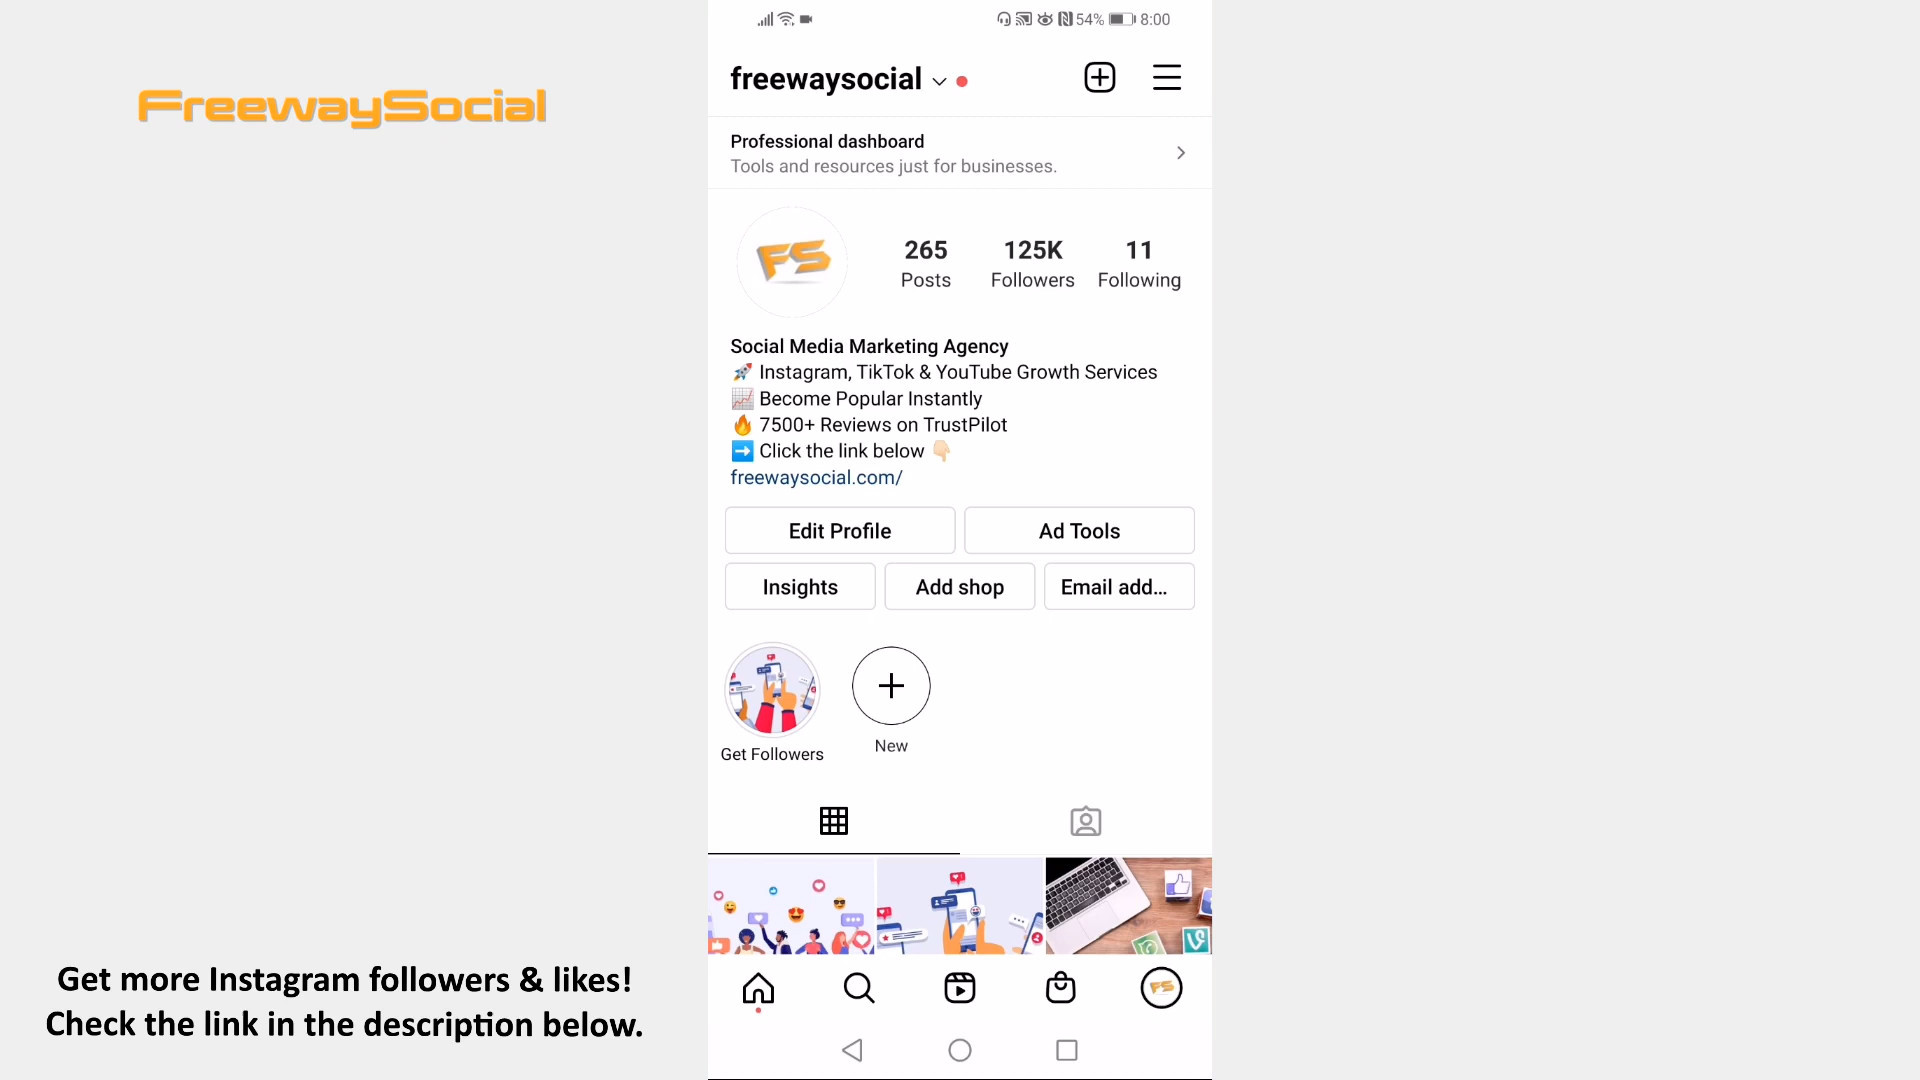 FreewaySocial
54% 8:00
freewaysocial
Professional dashboard
Tools and resources just for businesses.
FS
265 125K 11
Posts Followers Following
Social Media Marketing Agency
🚀 Instagram, TikTok & YouTube Growth Services
📈 Become Popular Instantly
🔥 7500+ Reviews on TrustPilot
➡️ Click the link below 👇🏻
freewaysocial.com/
Edit Profile Ad Tools
Insights Add shop Email add...
Get Followers New
FS
Get more Instagram followers & likes!
Check the link in the description below.